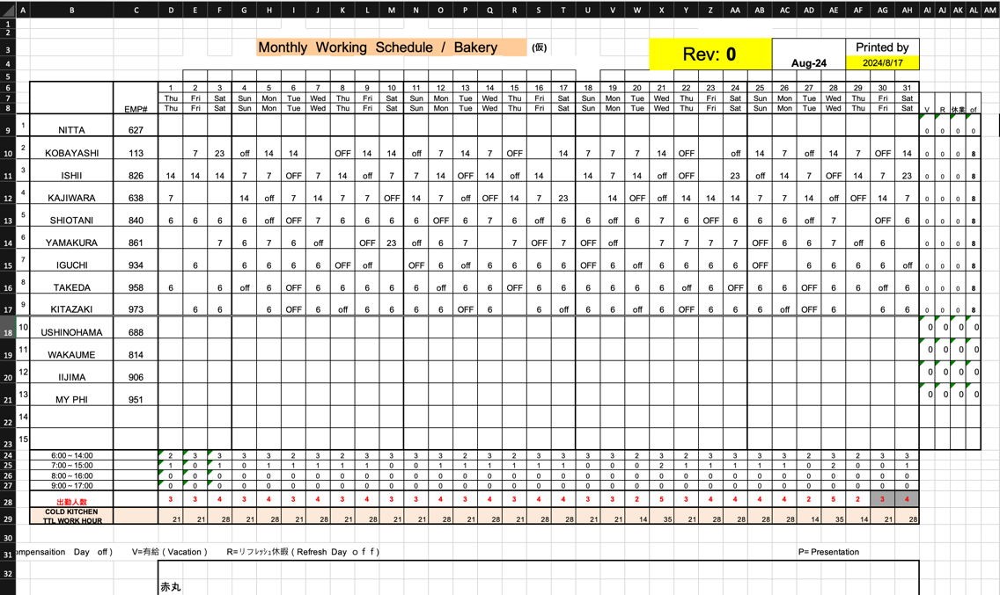 Monthly Working Schedule / Bakery (仮) Rev: 0 Aug-24 Printed by
2024/8/17
1 2 3 4 5 6 7 8 9 10 11 12 13 14 15 16 17 18 19 20 21 22 23 24 25 26 27 28 29 30 31
Thu Fri Sat Sun Mon Tue Wed Thu Fri Sat Sun Mon Tue Wed Thu Fri Sat Sun Mon Tue Wed Thu Fri Sat Sun Mon Tue Wed Thu Fri Sat
EMP# Thu Fri Sat Sun Mon Tue Wed Thu Fri Sat Sun Mon Tue Wed Thu Fri Sat Sun Mon Tue Wed Thu Fri Sat Sun Mon Tue Wed Thu Fri Sat V R 休業 of
1 NITTA 627 0 0 0 0
2 KOBAYASHI 113 7 23 off 14 14 OFF 14 14 off 7 14 7 OFF 14 7 7 7 14 OFF off 14 7 off 14 7 OFF 14 0 0 0 8
3 ISHII 826 14 14 14 7 7 OFF 7 14 off 7 7 14 OFF 14 off 14 14 7 14 off OFF 23 off 14 7 OFF 14 7 23 0 0 0 8
4 KAJIWARA 638 7 14 off 7 14 7 7 OFF 14 7 off OFF 14 7 23 14 OFF off 14 14 14 7 7 14 off OFF 14 7 0 0 0 8
5 SHIOTANI 840 6 6 6 6 off OFF 7 6 6 6 6 OFF 6 7 6 off 6 6 off 6 7 6 OFF 6 6 6 off 7 OFF 6 0 0 0 8
6 YAMAKURA 861 7 6 7 6 off OFF 23 off 6 7 7 OFF 7 OFF off 7 7 7 7 OFF 6 6 7 off 6 0 0 0 8
7 IGUCHI 934 6 6 6 6 6 OFF off OFF 6 off 6 6 6 6 OFF 6 off 6 6 6 6 OFF 6 6 6 6 off 0 0 0 8
8 TAKEDA 958 6 6 off 6 OFF 6 6 6 6 6 off 6 6 OFF 6 6 6 6 6 6 off 6 OFF 6 6 OFF 6 6 off 6 0 0 0 8
9 KITAZAKI 973 6 6 6 OFF 6 off 6 6 6 6 OFF 6 6 off 6 6 off 6 OFF 6 6 6 off OFF 6 6 6 0 0 0 8
10 USHINOHAMA 688 0 0 0 0
11 WAKAUME 814 0 0 0 0
12 IIJIMA 906 0 0 0 0
13 MY PHI 951 0 0 0 0
14
15
6:00～14:00 2 3 3 3 3 2 3 2 3 3 3 3 2 3 2 3 3 3 3 2 3 2 3 3 3 3 2 3 2 3 3
7:00～15:00 1 0 1 0 1 1 1 1 1 0 0 1 1 1 1 1 1 0 0 0 2 1 1 1 1 1 0 2 0 0 1
8:00～16:00 0 0 0 0 0 0 0 0 0 0 0 0 0 0 0 0 0 0 0 0 0 0 0 0 0 0 0 0 0 0 0
9:00～17:00 0 0 0 0 0 0 0 0 0 0 0 0 0 0 0 0 0 0 0 0 0 0 0 0 0 0 0 0 0 0 0
出勤人数 3 3 4 3 4 3 4 3 4 3 3 4 3 4 3 4 4 3 3 2 5 3 4 4 4 4 2 5 2 3 4
COLD KITCHEN
TTL WORK HOUR 21 21 28 21 28 21 28 21 28 21 21 28 21 28 21 28 28 21 21 14 35 21 28 28 28 28 14 35 14 21 28
ompensaition Day off ) V=有給 ( Vacation ) R=リフレッシュ休暇 ( Refresh Day ｏｆｆ) P= Presentation
赤丸